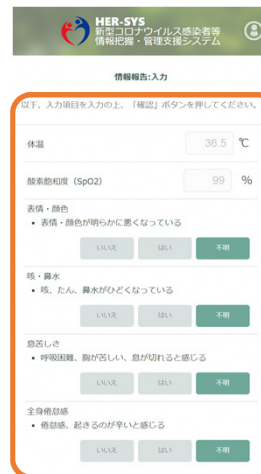 HER-SYS
新型コロナウイルス感染者等
情報把握・管理支援システム
情報報告:入力
以下、入力項目を入力の上、「確認」ボタンを押してください。
体温 36.5 ℃
酸素飽和度（SpO2） 99 %
表情・顔色
• 表情・顔色が明らかに悪くなっている
いいえ はい 不明
咳・鼻水
• 咳、たん、鼻水がひどくなっている
いいえ はい 不明
息苦しさ
• 呼吸困難、胸が苦しい、息が切れると感じる
いいえ はい 不明
全身倦怠感
• 倦怠感、起きるのが辛いと感じる
いいえ はい 不明